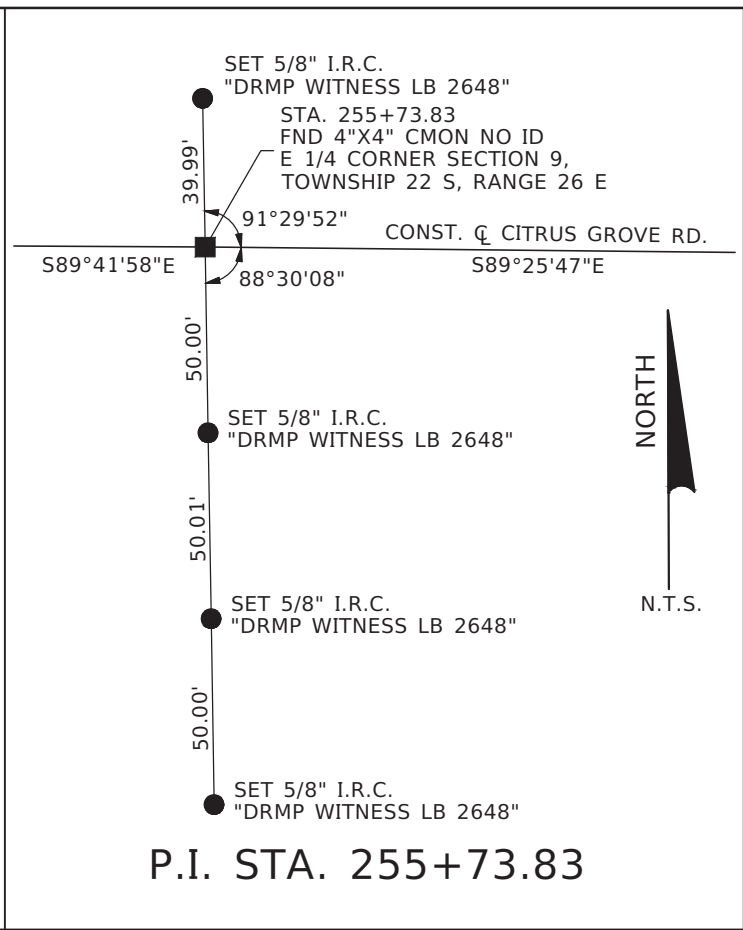 SET 5/8" I.R.C.
"DRMP WITNESS LB 2648"
STA. 255+73.83
FND 4"X4" CMON NO ID
E 1/4 CORNER SECTION 9,
TOWNSHIP 22 S, RANGE 26 E
39.99'
91°29'52"
CONST. ℄ CITRUS GROVE RD.
S89°41'58"E
88°30'08"
S89°25'47"E
50.00'
SET 5/8" I.R.C.
"DRMP WITNESS LB 2648"
NORTH
50.01'
SET 5/8" I.R.C.
"DRMP WITNESS LB 2648"
N.T.S.
50.00'
SET 5/8" I.R.C.
"DRMP WITNESS LB 2648"
P.I. STA. 255+73.83